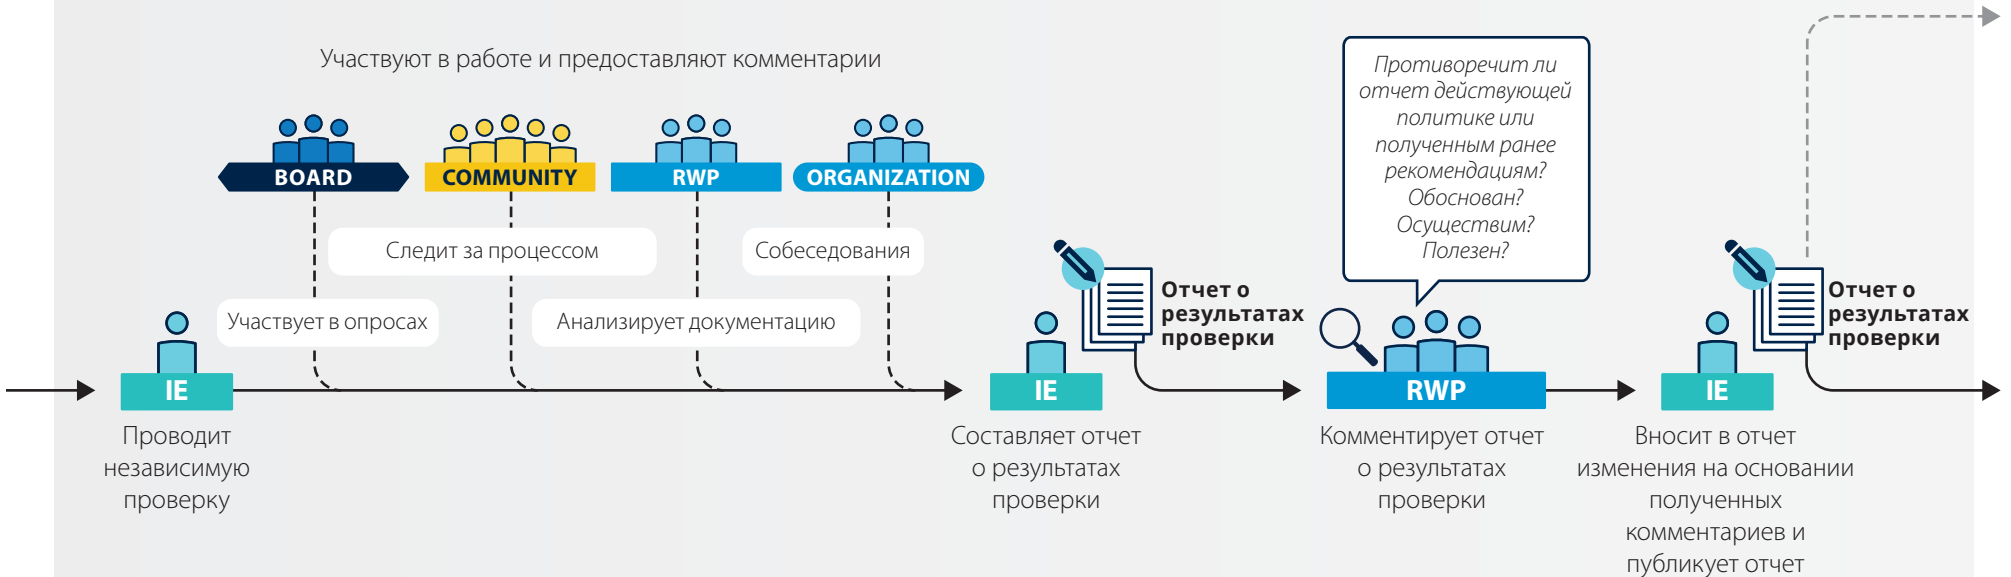 Участвуют в работе и предоставляют комментарии
BOARD
COMMUNITY
RWP
ORGANIZATION
Следит за процессом
Собеседования
Участвует в опросах
Анализирует документацию
IE
Проводит
независимую
проверку
IE
Составляет отчет
о результатах
проверки
Отчет о
результатах
проверки
Противоречит ли
отчет действующей
политике или
полученным ранее
рекомендациям?
Обоснован?
Осуществим?
Полезен?
RWP
Комментирует отчет
о результатах
проверки
IE
Вносит в отчет
изменения на основании
полученных
комментариев и
публикует отчет
Отчет о
результатах
проверки